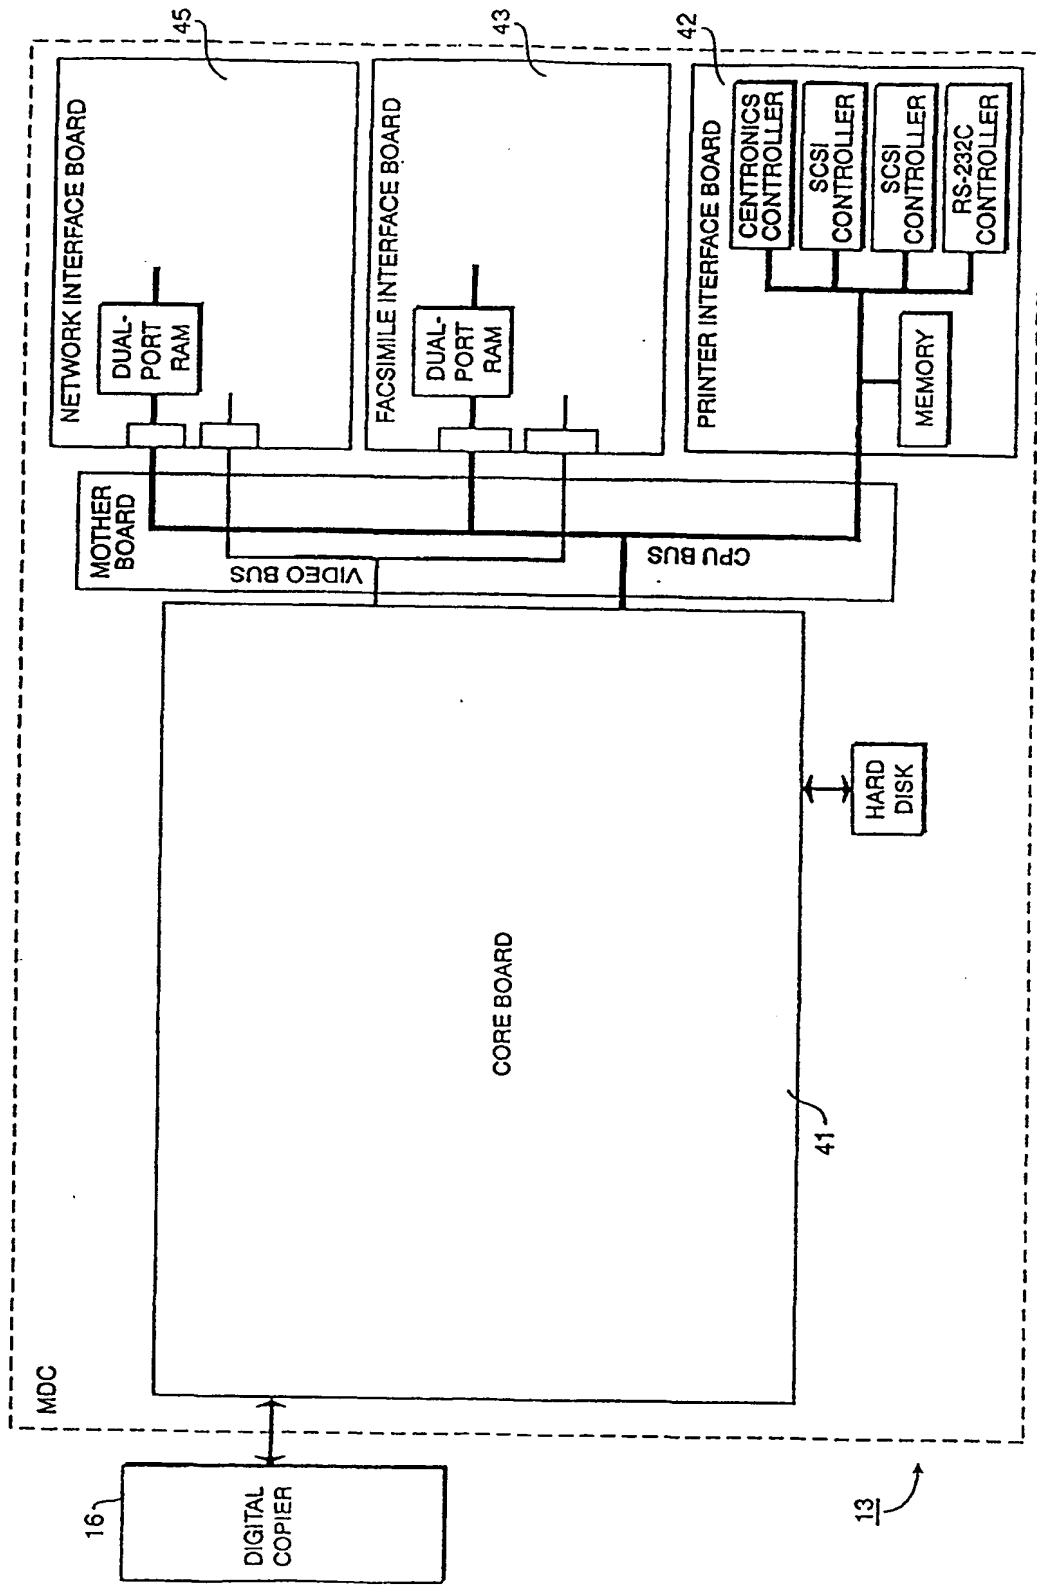 MDC
16
DIGITAL
COPIER
13
CORE BOARD
41
HARD
DISK
MOTHER
BOARD
VIDEO BUS
CPU BUS
NETWORK INTERFACE BOARD
45
DUAL-
PORT
RAM
FACSIMILE INTERFACE BOARD
43
DUAL-
PORT
RAM
PRINTER INTERFACE BOARD
42
MEMORY
CENTRONICS
CONTROLLER
SCSI
CONTROLLER
SCSI
CONTROLLER
RS-232C
CONTROLLER